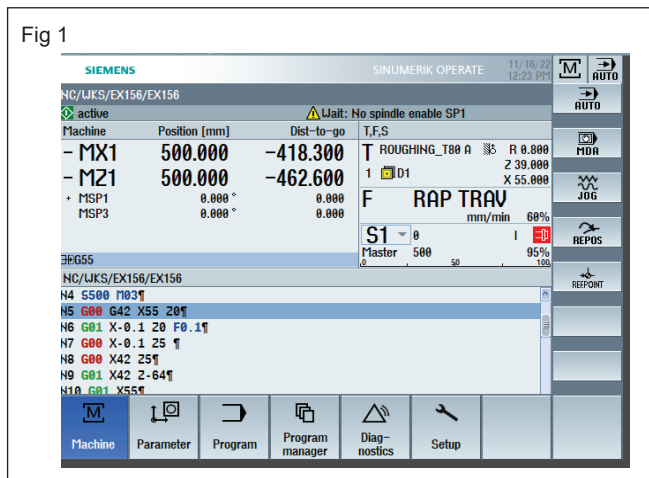 Fig 1
SIEMENS
SINUMERIK OPERATE
11/16/22
12:23 PM
M
AUTO
NC/WKS/EX156/EX156
AUTO
active
Wait: No spindle enable SP1
Machine Position [mm] Dist-to-go
T,F,S
MX1 500.000 -418.300
T ROUGHING_T80 A R 0.800
MDA
Z 39.000
MZ1 500.000 -462.600
1 D1
X 55.000
+ MSP1 0.000 ° 0.000
MSP3 0.000 ° 0.000
F RAP TRAV
JOG
mm/min 60%
S1 0 I
REPOS
Master 500 95%
0 50 100
G55
NC/WKS/EX156/EX156
REFPOINT
N4 S500 M03¶
N5 G00 G42 X55 Z0¶
N6 G01 X-0.1 Z0 F0.1¶
N7 G00 X-0.1 Z5 ¶
N8 G00 X42 Z5¶
N9 G01 X42 Z-64¶
N10 G01 X55¶
M
Machine
Parameter
Program
Program
manager
Diag-
nostics
Setup